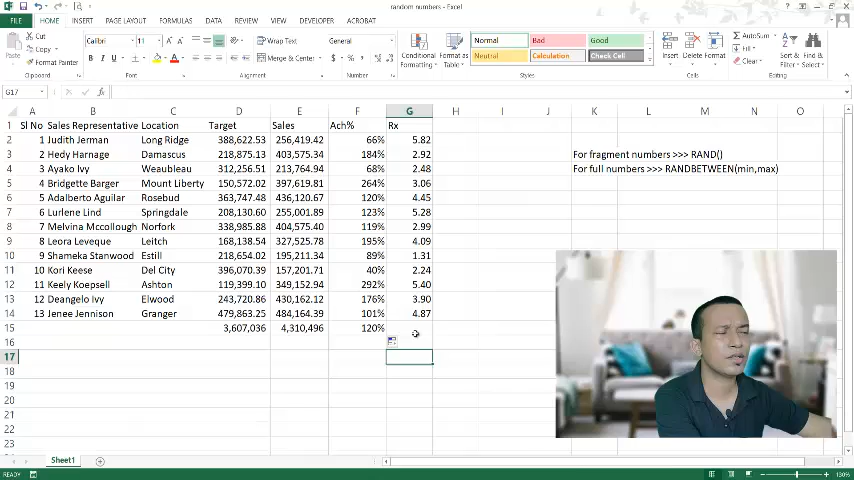 random numbers - Excel
FILE HOME INSERT PAGE LAYOUT FORMULAS DATA REVIEW VIEW DEVELOPER ACROBAT
Paste
Cut
Copy
Format Painter
Clipboard
Calibri 11
B I U
Font
Wrap Text
Merge & Center
Alignment
General
Number
Conditional Formatting
Format as Table
Normal Bad Good
Neutral Calculation Check Cell
Styles
Insert Delete Format
Cells
AutoSum
Fill
Clear
Sort & Filter
Find & Select
Editing
G17
A B C D E F G H I J K L M N O
1 Sl No Sales Representative Location Target Sales Ach% Rx
2 1 Judith Jerman Long Ridge 388,622.53 256,419.42 66% 5.82
3 2 Hedy Harnage Damascus 218,875.13 403,575.34 184% 2.92 For fragment numbers >>> RAND()
4 3 Ayako Ivy Weaubleau 312,256.51 213,764.94 68% 2.48 For full numbers >>> RANDBETWEEN(min,max)
5 4 Bridgette Barger Mount Liberty 150,572.02 397,619.81 264% 3.06
6 5 Adalberto Aguilar Rosebud 363,747.48 436,120.67 120% 4.45
7 6 Lurlene Lind Springdale 208,130.60 255,001.89 123% 5.28
8 7 Melvina Mccollough Norfork 338,985.88 404,575.40 119% 2.99
9 8 Leora Leveque Leitch 168,138.54 327,525.78 195% 4.09
10 9 Shameka Stanwood Estill 218,654.02 195,211.34 89% 1.31
11 10 Kori Keese Del City 396,070.39 157,201.71 40% 2.24
12 11 Keely Koepsell Ashton 119,399.10 349,152.94 292% 5.40
13 12 Deangelo Ivy Elwood 243,720.86 430,162.12 176% 3.90
14 13 Jenee Jennison Granger 479,863.25 484,164.39 101% 4.87
15 3,607,036 4,310,496 120%
16
17
18
19
20
21
22
23
Sheet1
READY
130%